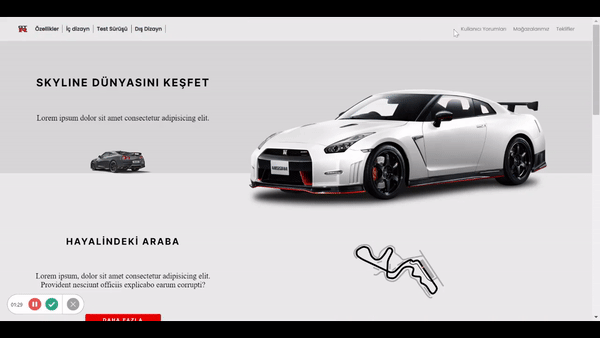 Özellikler İç dizayn Test Sürüşü Dış Dizayn Kullanıcı Yorumları Mağazalarımız Teklifler
SKYLINE DÜNYASINI KEŞFET
Lorem ipsum dolor sit amet consectetur adipisicing elit.
HAYALİNDEKİ ARABA
Lorem ipsum, dolor sit amet consectetur adipisicing elit.
Provident nesciunt officiis explicabo earum corrupti?
01:29
DAHA FAZLA